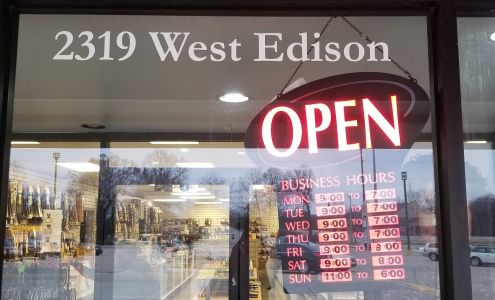 2319 West Edison
OPEN
BUSINESS HOURS
MON 9:00 TO 7:00
TUE 9:00 TO 7:00
WED 9:00 TO 7:00
THU 9:00 TO 7:00
FRI 9:00 TO 7:00
SAT 9:00 TO 8:00
SUN 11:00 TO 6:00